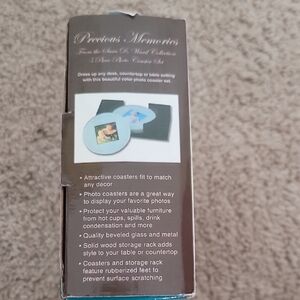 Precious Memories
From the Steve D. Wood Collection
5 Piece Photo Coaster Set
Dress up any desk, countertop or table setting
with this beautiful color photo coaster set.
• Attractive coasters fit to match
any decor
• Photo coasters are a great way
to display your favorite photos
• Protect your valuable furniture
from hot cups, spills, drink
condensation and more
• Quality beveled glass and metal
• Solid wood storage rack adds
style to your table or countertop
• Coasters and storage rack
feature rubberized feet to
prevent surface scratching